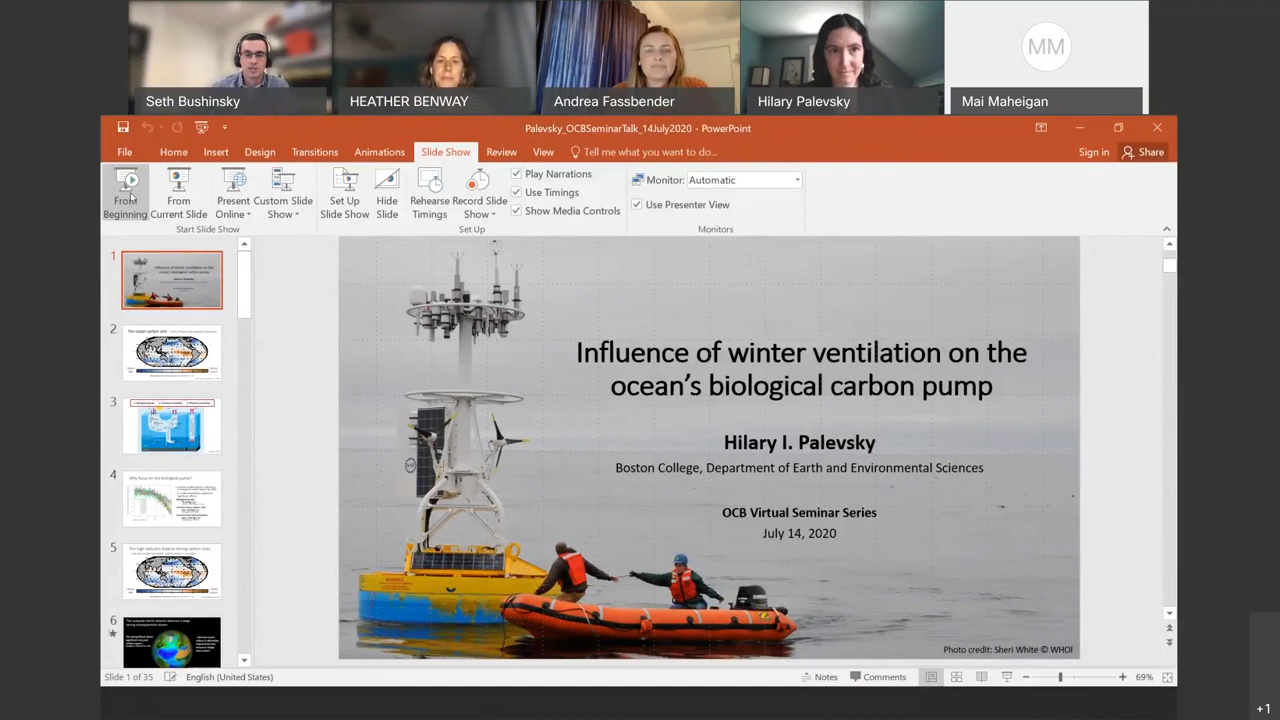 MM
Seth Bushinsky
HEATHER BENWAY
Andrea Fassbender
Hilary Palevsky
Mai Maheigan
Palevsky_OCBSeminarTalk_14July2020 - PowerPoint
File Home Insert Design Transitions Animations Slide Show Review View Tell me what you want to do... Sign in Share
From Beginning
From Current Slide
Present Online
Custom Slide Show
Set Up Slide Show
Hide Slide
Rehearse Timings
Record Slide Show
Play Narrations
Use Timings
Show Media Controls
Monitor: Automatic
Use Presenter View
Start Slide Show
Set Up
Monitors
1
2
3
4
Why focus on the biological pump?
5
6
Influence of winter ventilation on the
ocean's biological carbon pump
Hilary I. Palevsky
Boston College, Department of Earth and Environmental Sciences
OCB Virtual Seminar Series
July 14, 2020
Photo credit: Sheri White © WHOI
Slide 1 of 35 English (United States) Notes Comments 69%
+1